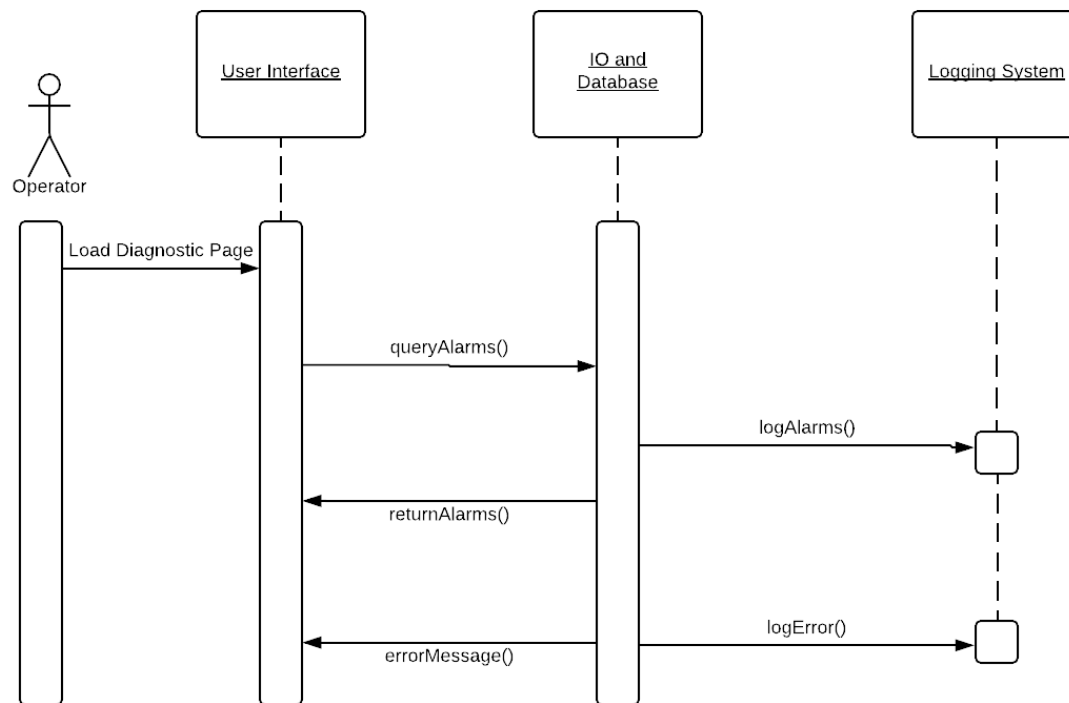 User Interface
IO and
Database
Logging System
Operator
Load Diagnostic Page
queryAlarms()
logAlarms()
returnAlarms()
logError()
errorMessage()